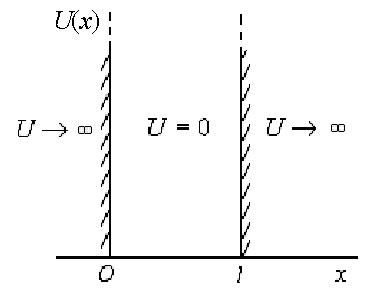 U(x)
U → ∞ U = 0 U → ∞
O l x